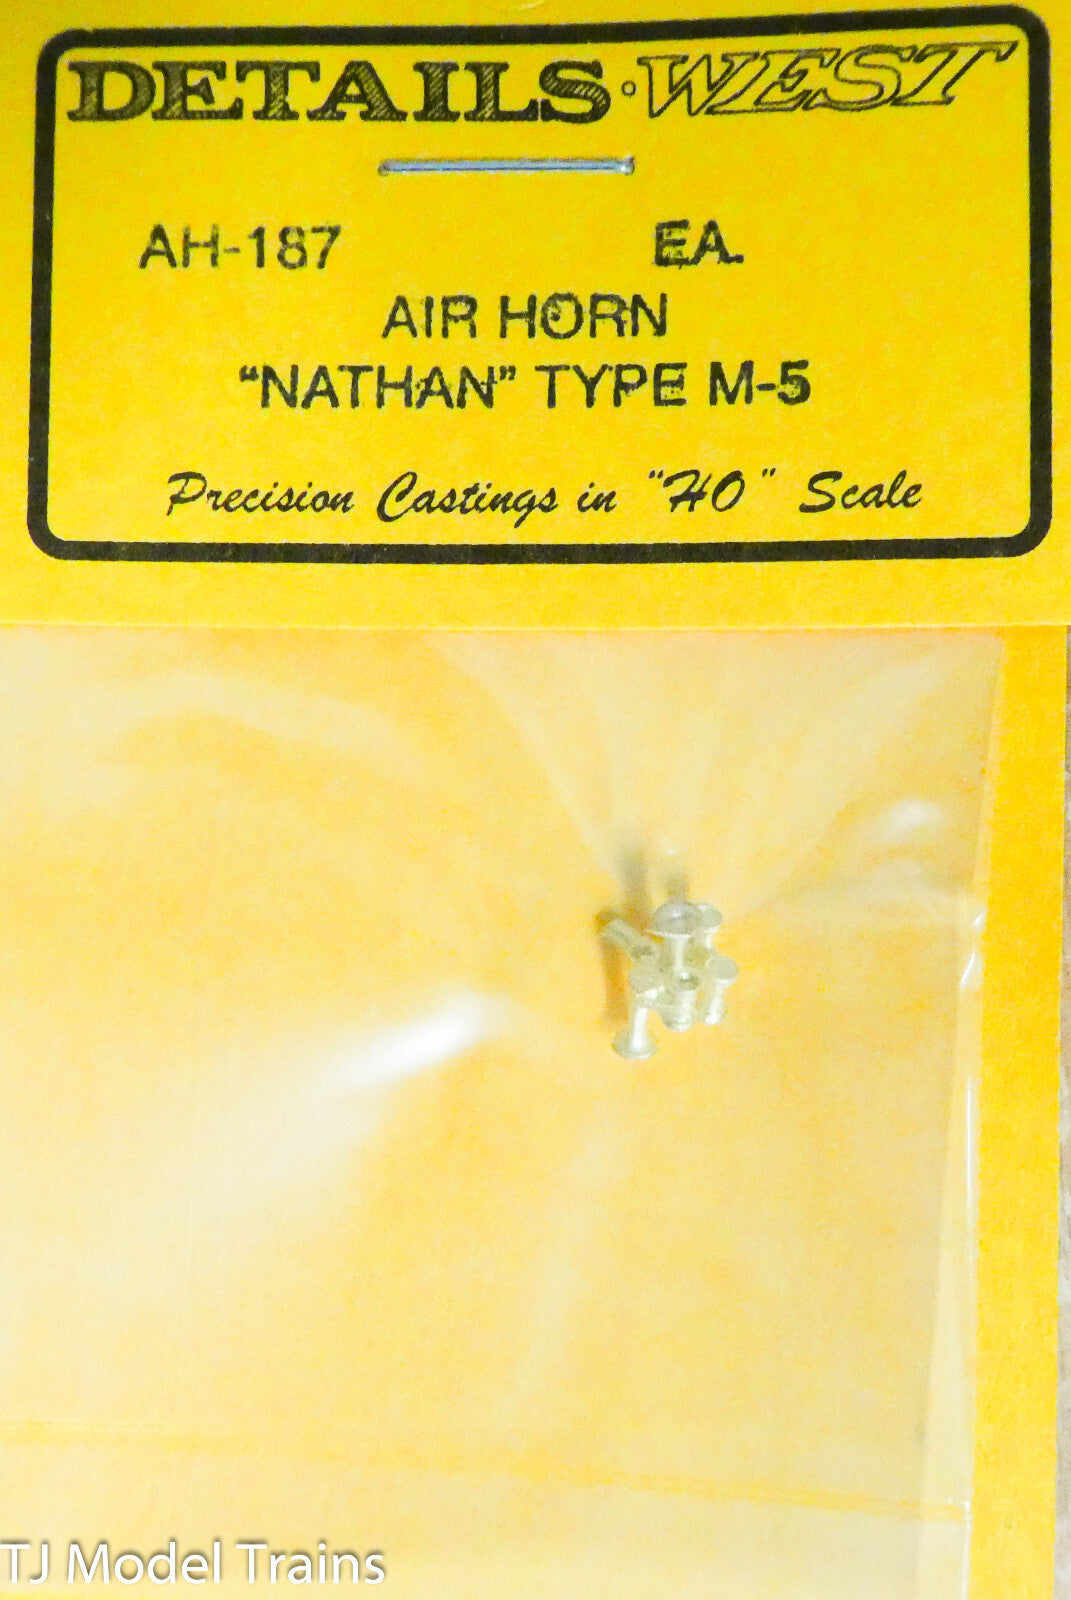 DETAILS·WEST
AH-187 EA.
AIR HORN
"NATHAN" TYPE M-5
Precision Castings in "HO" Scale
TJ Model Trains